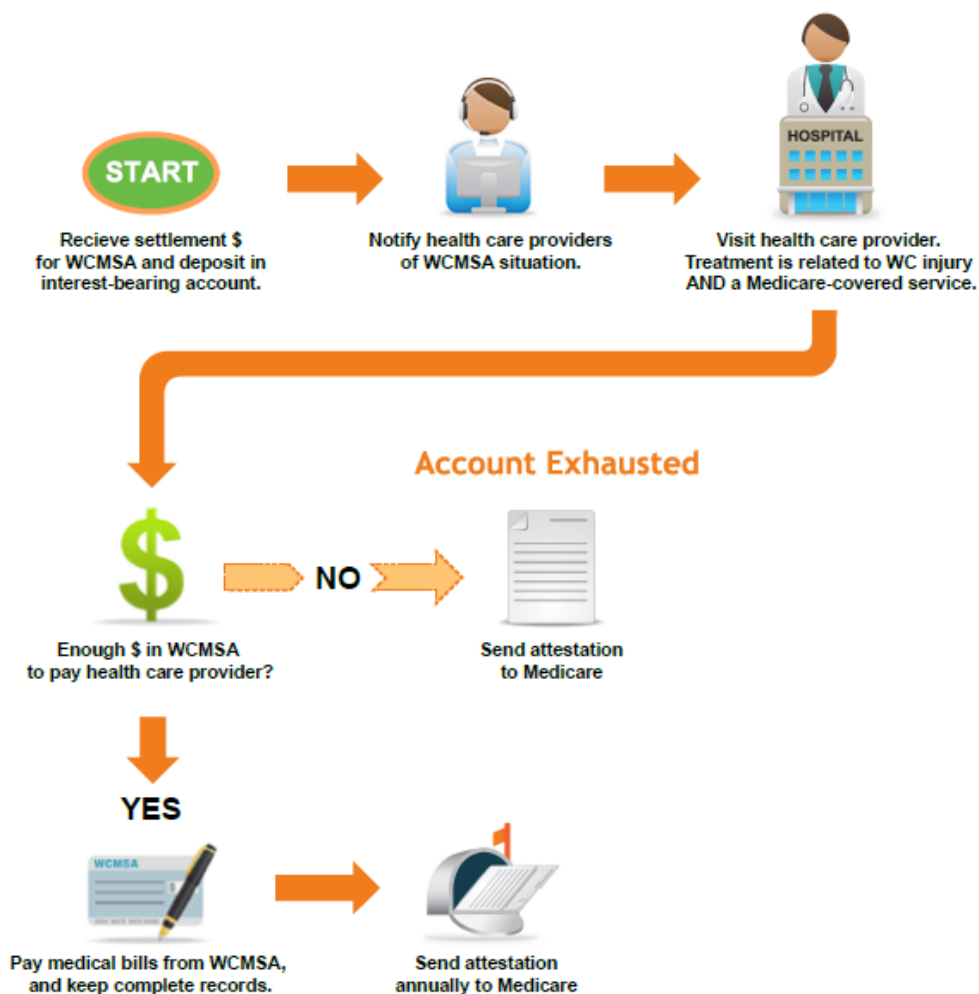 START
Recieve settlement $
for WCMSA and deposit in
interest-bearing account.
Notify health care providers
of WCMSA situation.
HOSPITAL
Visit health care provider.
Treatment is related to WC injury
AND a Medicare-covered service.
Account Exhausted
$
NO
Enough $ in WCMSA
to pay health care provider?
Send attestation
to Medicare
YES
WCMSA
$
Pay medical bills from WCMSA,
and keep complete records.
Send attestation
annually to Medicare